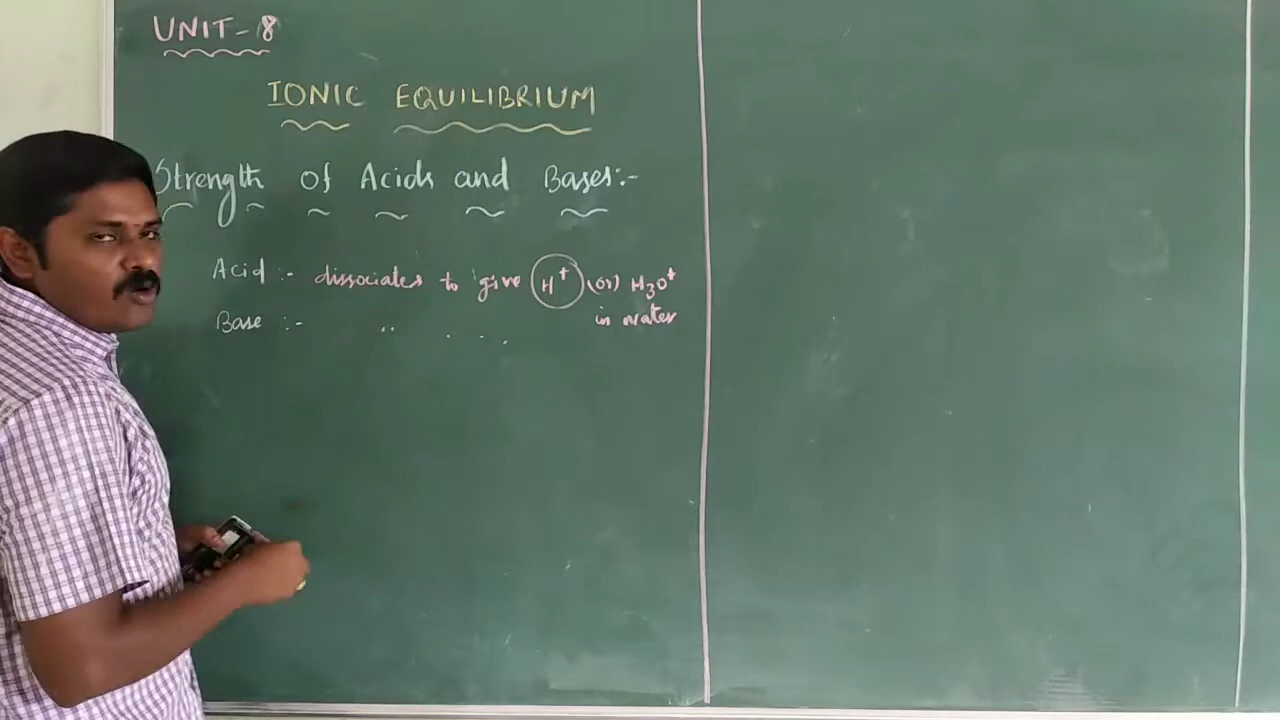 UNIT-8
IONIC EQUILIBRIUM
Strength of Acids and Bases:-
Acid :- dissociates to give H⁺ (or) H₃O⁺
in water
Base :- " " " "